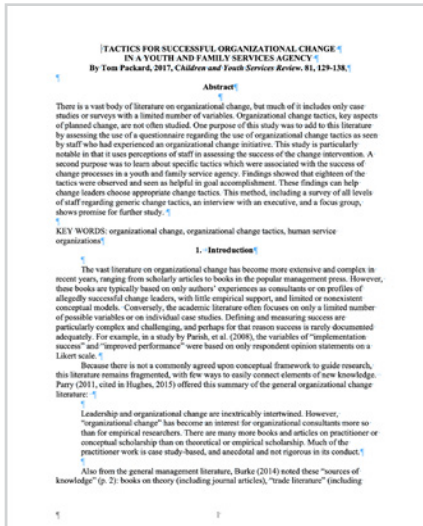 TACTICS FOR SUCCESSFUL ORGANIZATIONAL CHANGE ¶
IN A YOUTH AND FAMILY SERVICES AGENCY ¶
By Tom Packard, 2017, Children and Youth Services Review. 81, 129-138.¶
¶
Abstract¶
¶
There is a vast body of literature on organizational change, but much of it includes only case
studies or surveys with a limited number of variables. Organizational change tactics, key aspects
of planned change, are not often studied. One purpose of this study was to add to this literature
by assessing the use of a questionnaire regarding the use of organizational change tactics as seen
by staff who had experienced an organizational change initiative. This study is particularly
notable in that it uses perceptions of staff in assessing the success of the change intervention. A
second purpose was to learn about specific tactics which were associated with the success of
change processes in a youth and family service agency. Findings showed that eighteen of the
tactics were observed and seen as helpful in goal accomplishment. These findings can help
change leaders choose appropriate change tactics. This method, including a survey of all levels
of staff regarding generic change tactics, an interview with an executive, and a focus group,
shows promise for further study. ¶
¶
KEY WORDS: organizational change, organizational change tactics, human service
organizations¶
1. Introduction¶
¶
The vast literature on organizational change has become more extensive and complex in
recent years, ranging from scholarly articles to books in the popular management press. However,
these books are typically based on only authors' experiences as consultants or on profiles of
allegedly successful change leaders, with little empirical support, and limited or nonexistent
conceptual models. Conversely, the academic literature often focuses on only a limited number
of possible variables or on individual case studies. Defining and measuring success are
particularly complex and challenging, and perhaps for that reason success is rarely documented
adequately. For example, in a study by Parish, et al. (2008), the variables of "implementation
success" and "improved performance" were based on only respondent opinion statements on a
Likert scale. ¶
Because there is not a commonly agreed upon conceptual framework to guide research,
this literature remains fragmented, with few ways to easily connect elements of new knowledge.
Parry (2011, cited in Hughes, 2015) offered this summary of the general organizational change
literature: ¶
¶
Leadership and organizational change are inextricably intertwined. However,
"organizational change" has become an interest for organizational consultants more so
than for empirical researchers. There are many more books and articles on practitioner or
conceptual scholarship than on theoretical or empirical scholarship. Much of the
practitioner work is case study-based, and anecdotal and not rigorous in its conduct.¶
¶
Also from the general management literature, Burke (2014) noted these "sources of
knowledge" (p. 2): books on theory (including journal articles), "trade literature" (including
¶